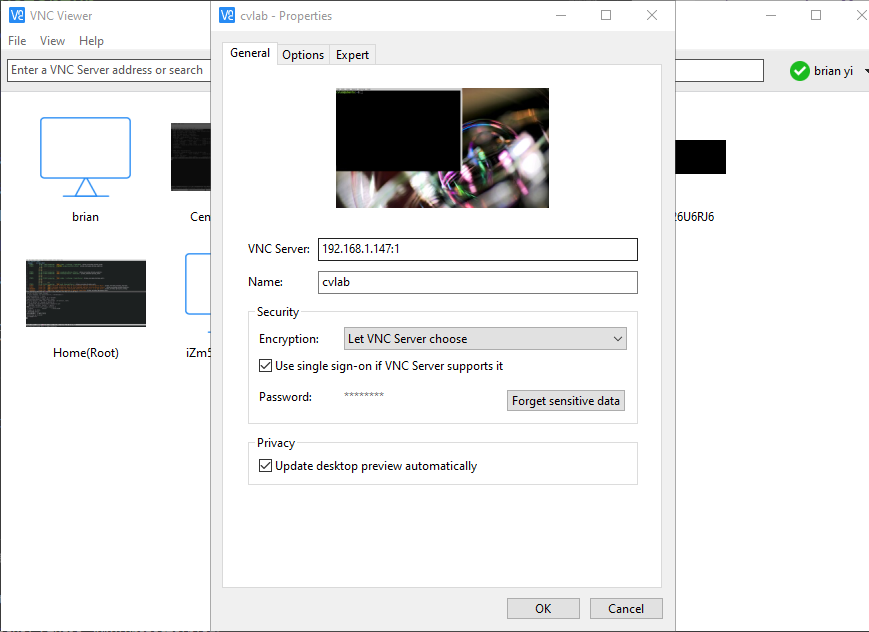 VNC Viewer
File View Help
Enter a VNC Server address or search
brian yi
brian
Cen
26U6RJ6
Home(Root)
iZm5
cvlab - Properties
General Options Expert
VNC Server: 192.168.1.147:1
Name: cvlab
Security
Encryption: Let VNC Server choose
Use single sign-on if VNC Server supports it
Password: ********
Forget sensitive data
Privacy
Update desktop preview automatically
OK Cancel